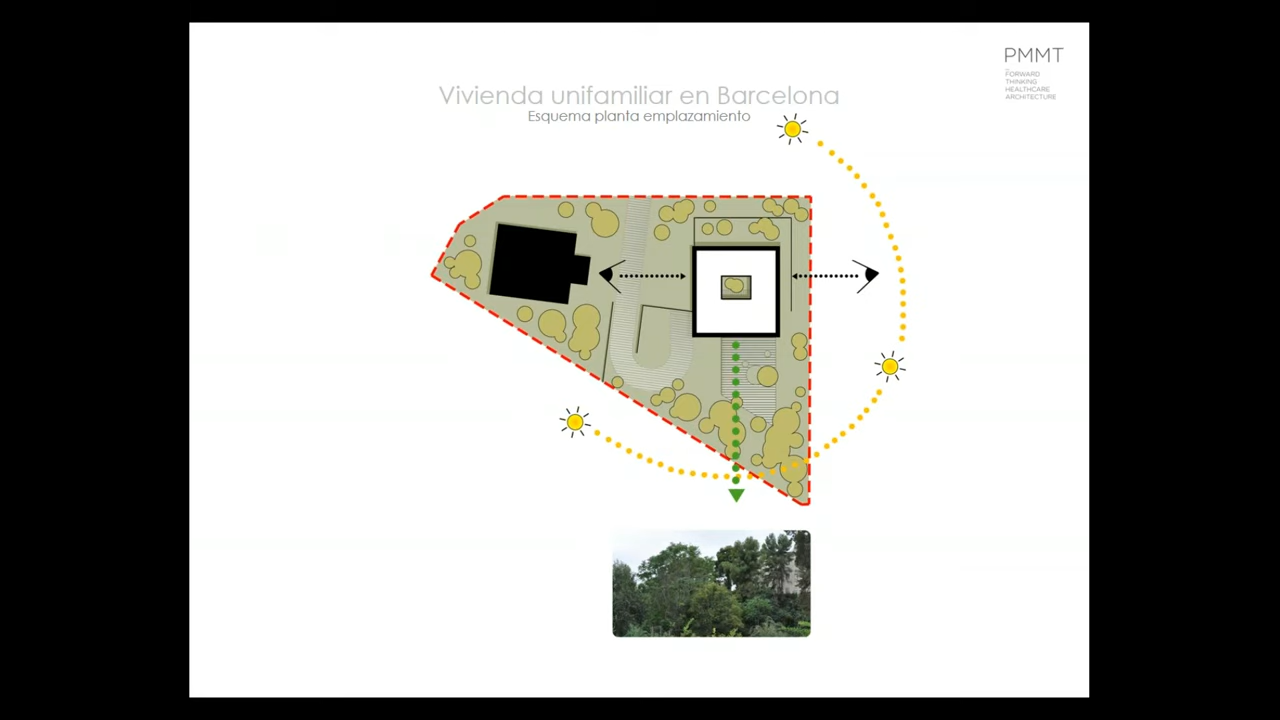 PMMT
FORWARD
THINKING
HEALTHCARE
ARCHITECTURE
Vivienda unifamiliar en Barcelona
Esquema planta emplazamiento